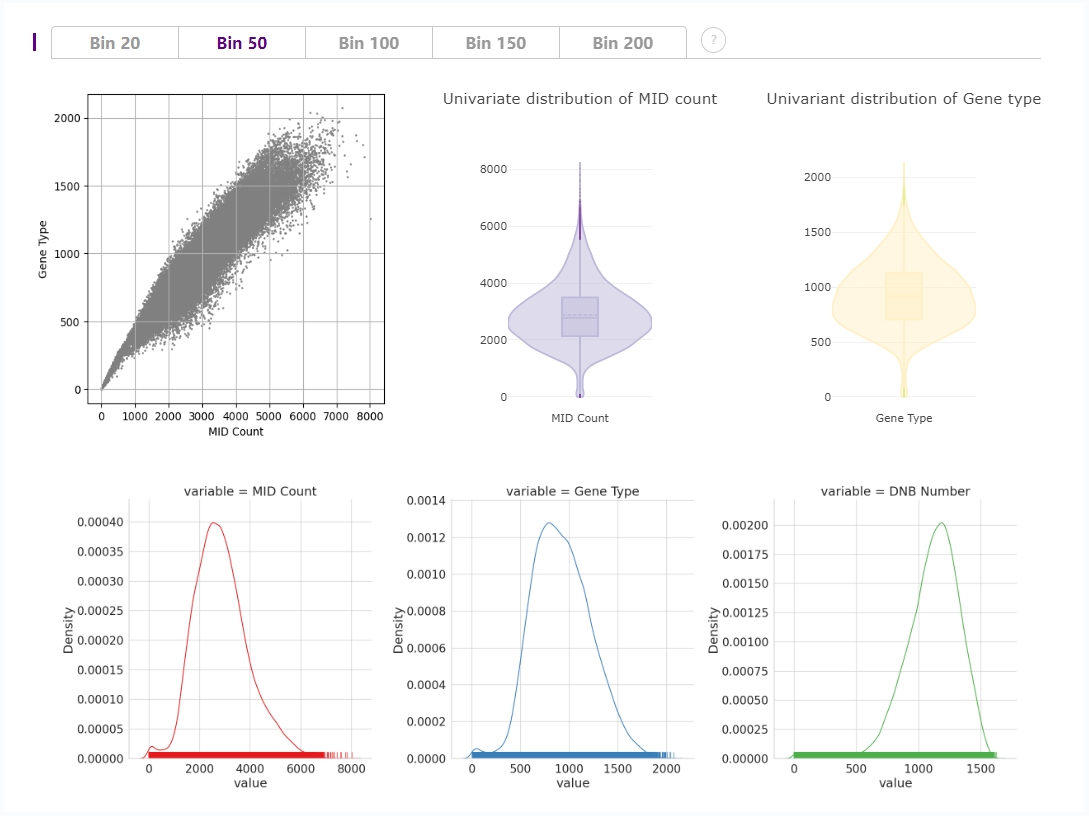 Bin 20 Bin 50 Bin 100 Bin 150 Bin 200 ?
Univariate distribution of MID count
Univariant distribution of Gene type
2000
1500
1000
500
0
Gene Type
0 1000 2000 3000 4000 5000 6000 7000 8000
MID Count
8000
6000
4000
2000
0
MID Count
2000
1500
1000
500
0
Gene Type
variable = MID Count
0.00040
0.00035
0.00030
0.00025
0.00020
0.00015
0.00010
0.00005
0.00000
Density
0 2000 4000 6000 8000
value
variable = Gene Type
0.0014
0.0012
0.0010
0.0008
0.0006
0.0004
0.0002
0.0000
Density
0 500 1000 1500 2000
value
variable = DNB Number
0.00200
0.00175
0.00150
0.00125
0.00100
0.00075
0.00050
0.00025
0.00000
Density
0 500 1000 1500
value